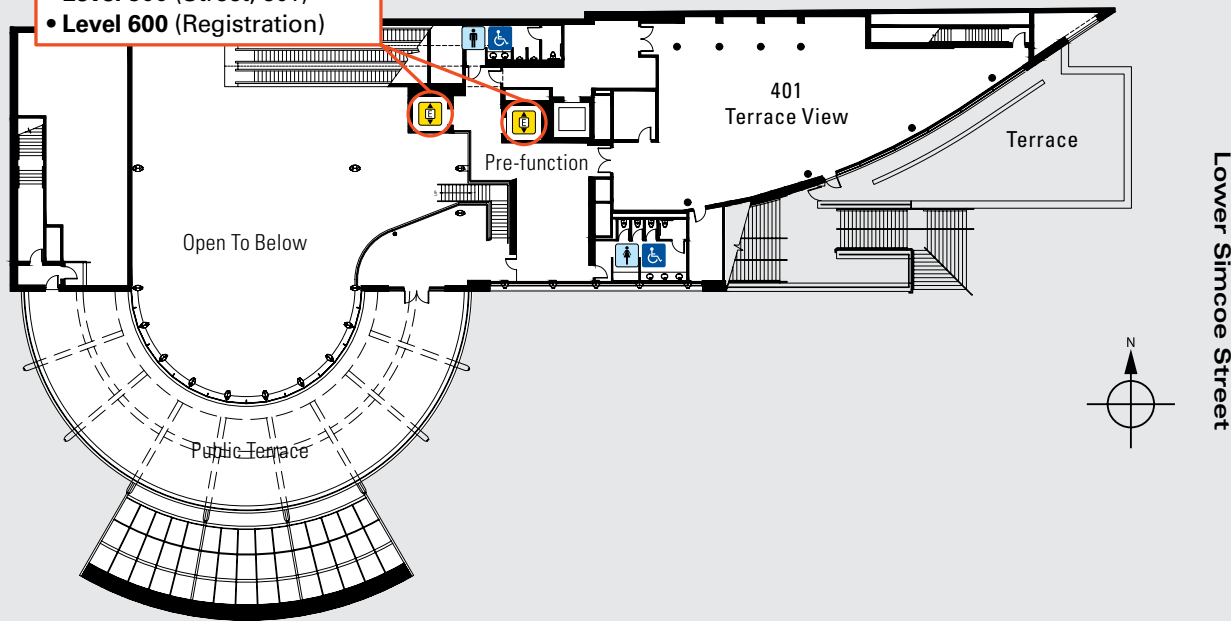 • Level 600 (Registration)
E
E
401
Terrace View
Terrace
Pre-function
Open To Below
Public Terrace
N
Lower Simcoe Street